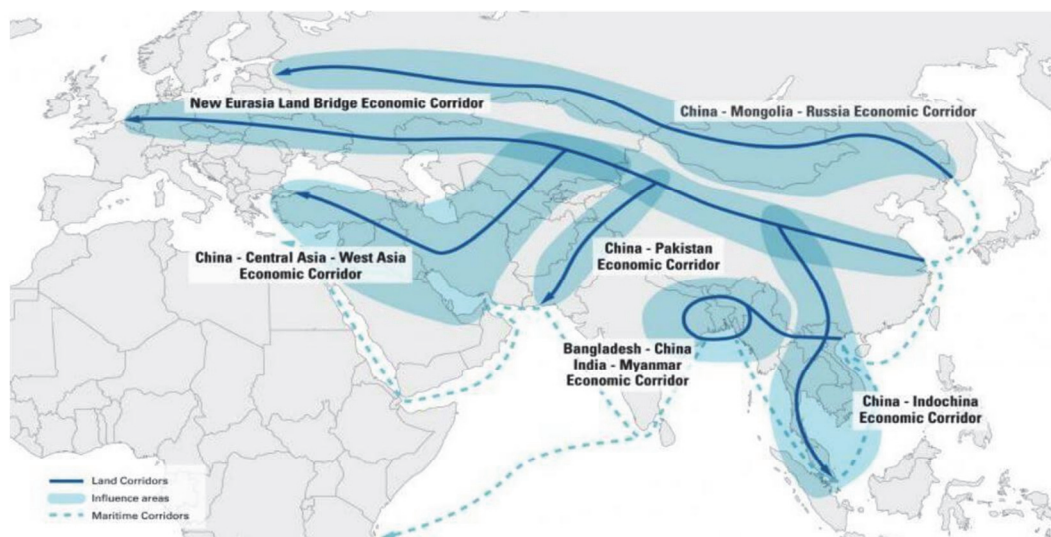 New Eurasia Land Bridge Economic Corridor
China - Mongolia - Russia Economic Corridor
China - Central Asia - West Asia
Economic Corridor
China - Pakistan
Economic Corridor
Bangladesh - China
India - Myanmar
Economic Corridor
China - Indochina
Economic Corridor
Land Corridors
Influence areas
Maritime Corridors